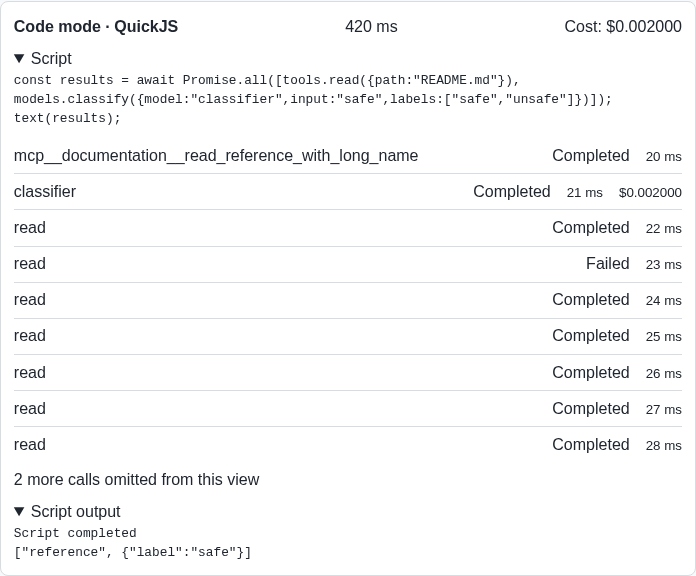 Code mode · QuickJS 420 ms Cost: $0.002000
▼ Script
const results = await Promise.all([tools.read({path:"README.md"}),
models.classify({model:"classifier",input:"safe",labels:["safe","unsafe"]})]);
text(results);
mcp__documentation__read_reference_with_long_name Completed 20 ms
classifier Completed 21 ms $0.002000
read Completed 22 ms
read Failed 23 ms
read Completed 24 ms
read Completed 25 ms
read Completed 26 ms
read Completed 27 ms
read Completed 28 ms
2 more calls omitted from this view
▼ Script output
Script completed
["reference", {"label":"safe"}]